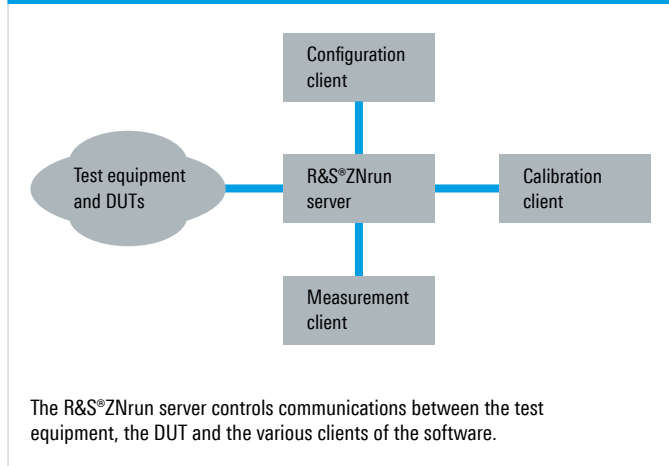 Configuration
client
Test equipment
and DUTs
R&S®ZNrun
server
Calibration
client
Measurement
client
The R&S®ZNrun server controls communications between the test
equipment, the DUT and the various clients of the software.